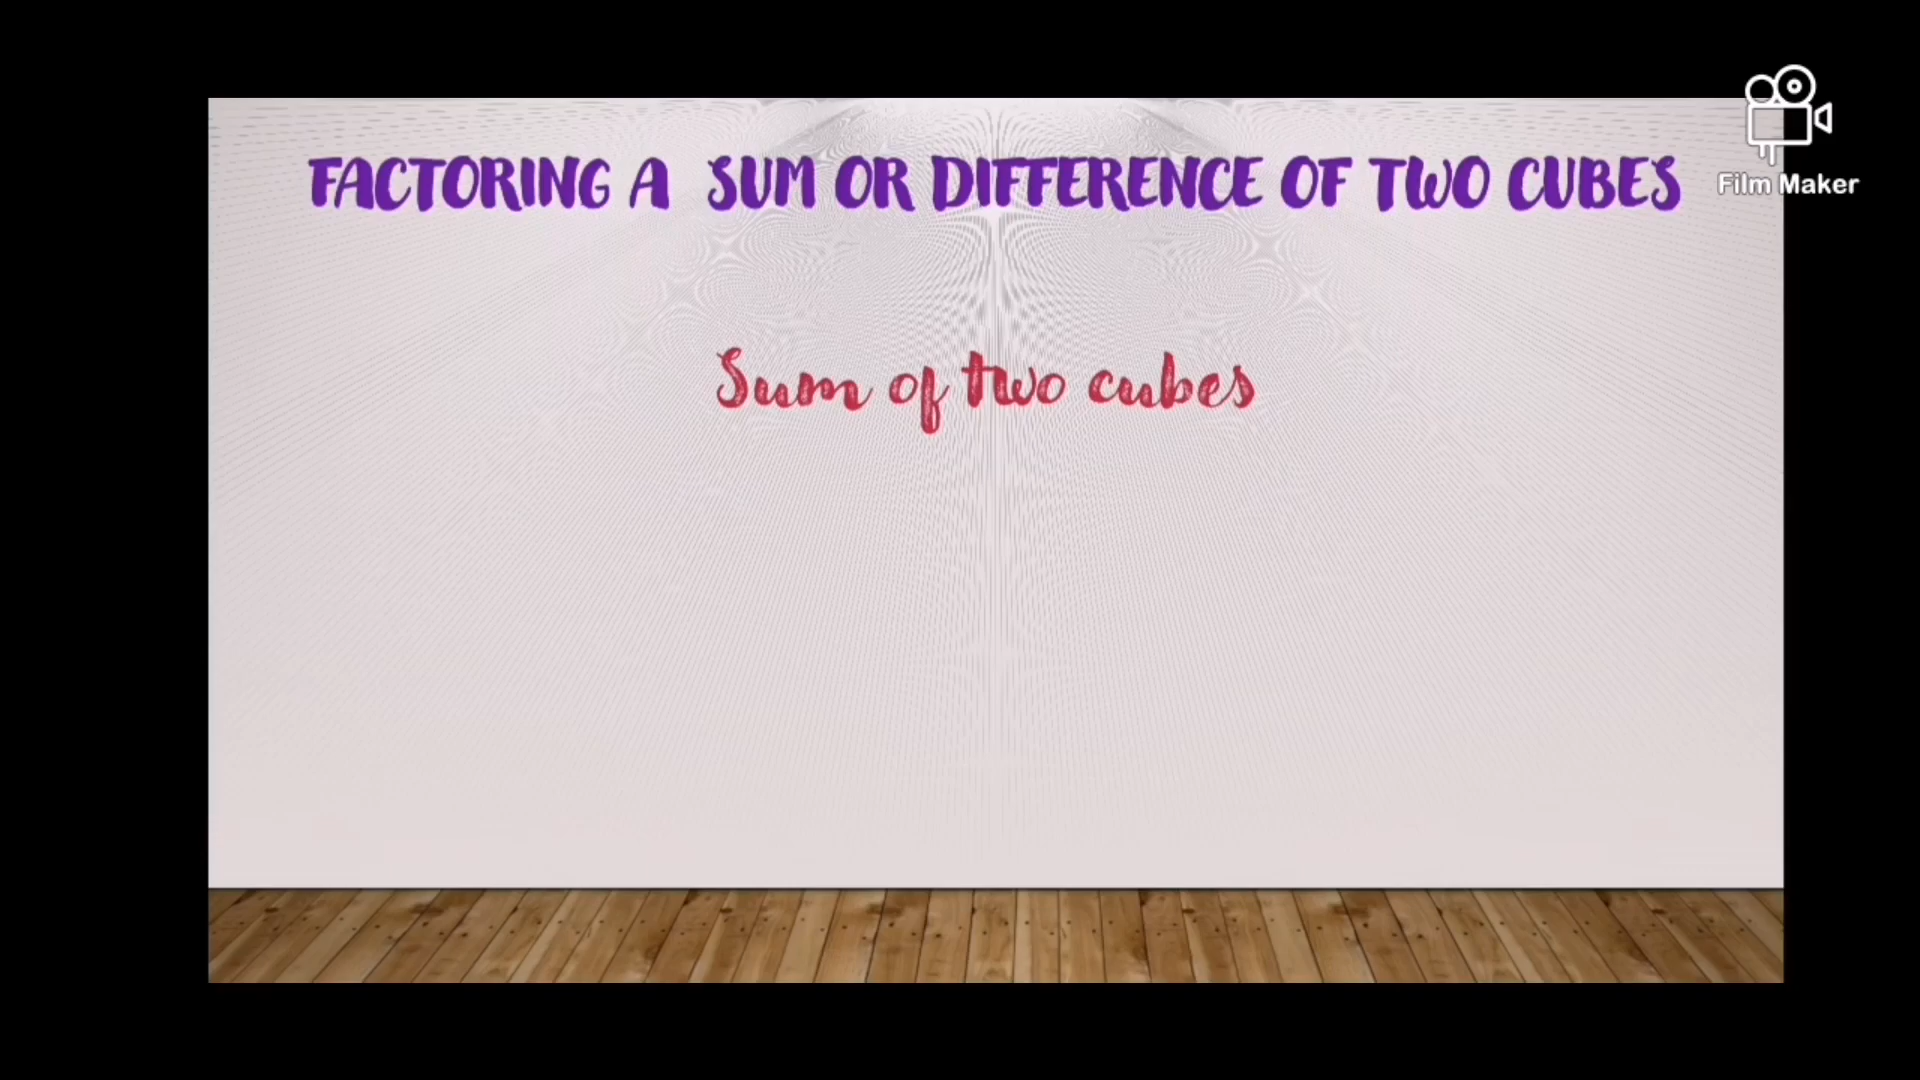 FACTORING A SUM OR DIFFERENCE OF TWO CUBES
Film Maker
Sum of two cubes